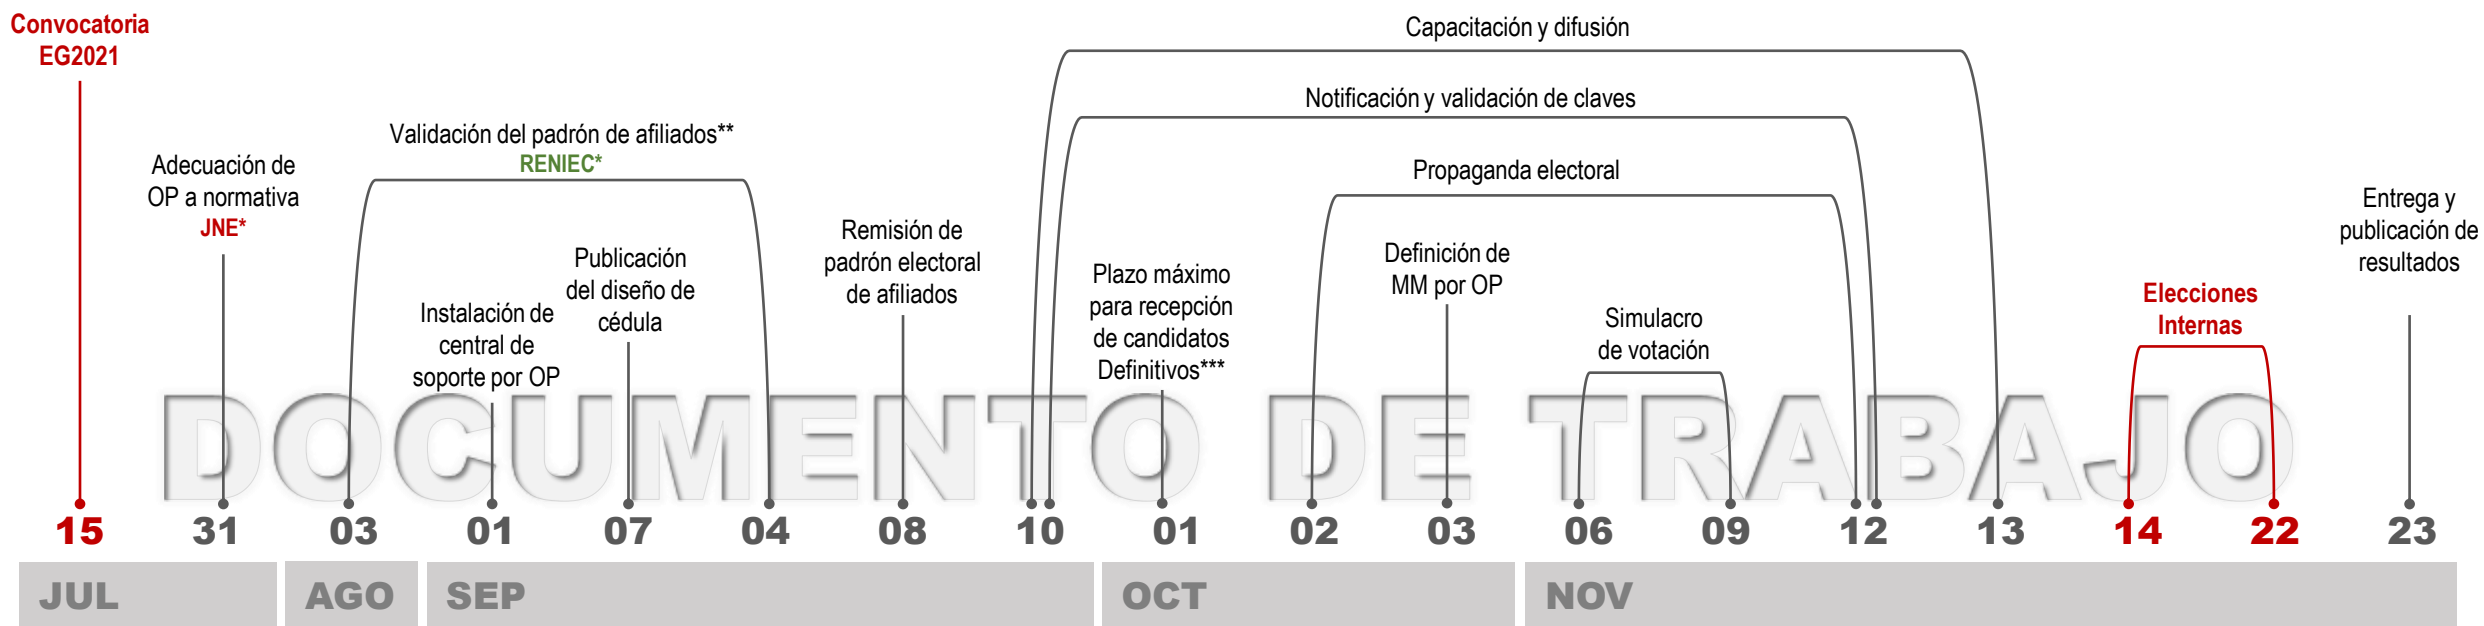 Convocatoria
EG2021
Adecuación de
OP a normativa
JNE*
Validación del padrón de afiliados**
RENIEC*
Instalación de
central de
soporte por OP
Publicación
del diseño de
cédula
Remisión de
padrón electoral
de afiliados
Capacitación y difusión
Notificación y validación de claves
Propaganda electoral
Plazo máximo
para recepción
de candidatos
Definitivos***
Definición de
MM por OP
Simulacro
de votación
Elecciones
Internas
Entrega y
publicación de
resultados
DOCUMENTO DE TRABAJO
15 31 03 01 07 04 08 10 01 02 03 06 09 12 13 14 22 23
JUL AGO SEP OCT NOV